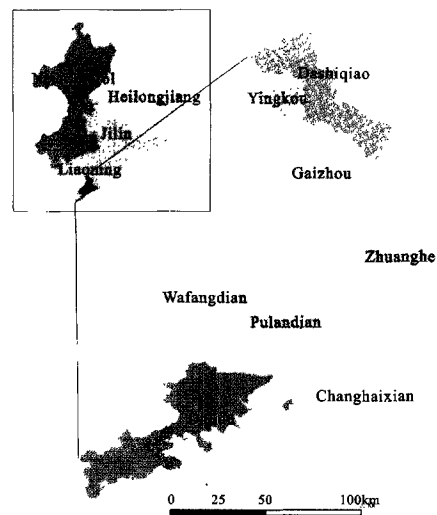 Dashiqiao
Heilongjiang
Yingkou
Jilin
Liaoning
Gaizhou
Zhuanghe
Wafangdian
Pulandian
Changhaixian
0 25 50 100km